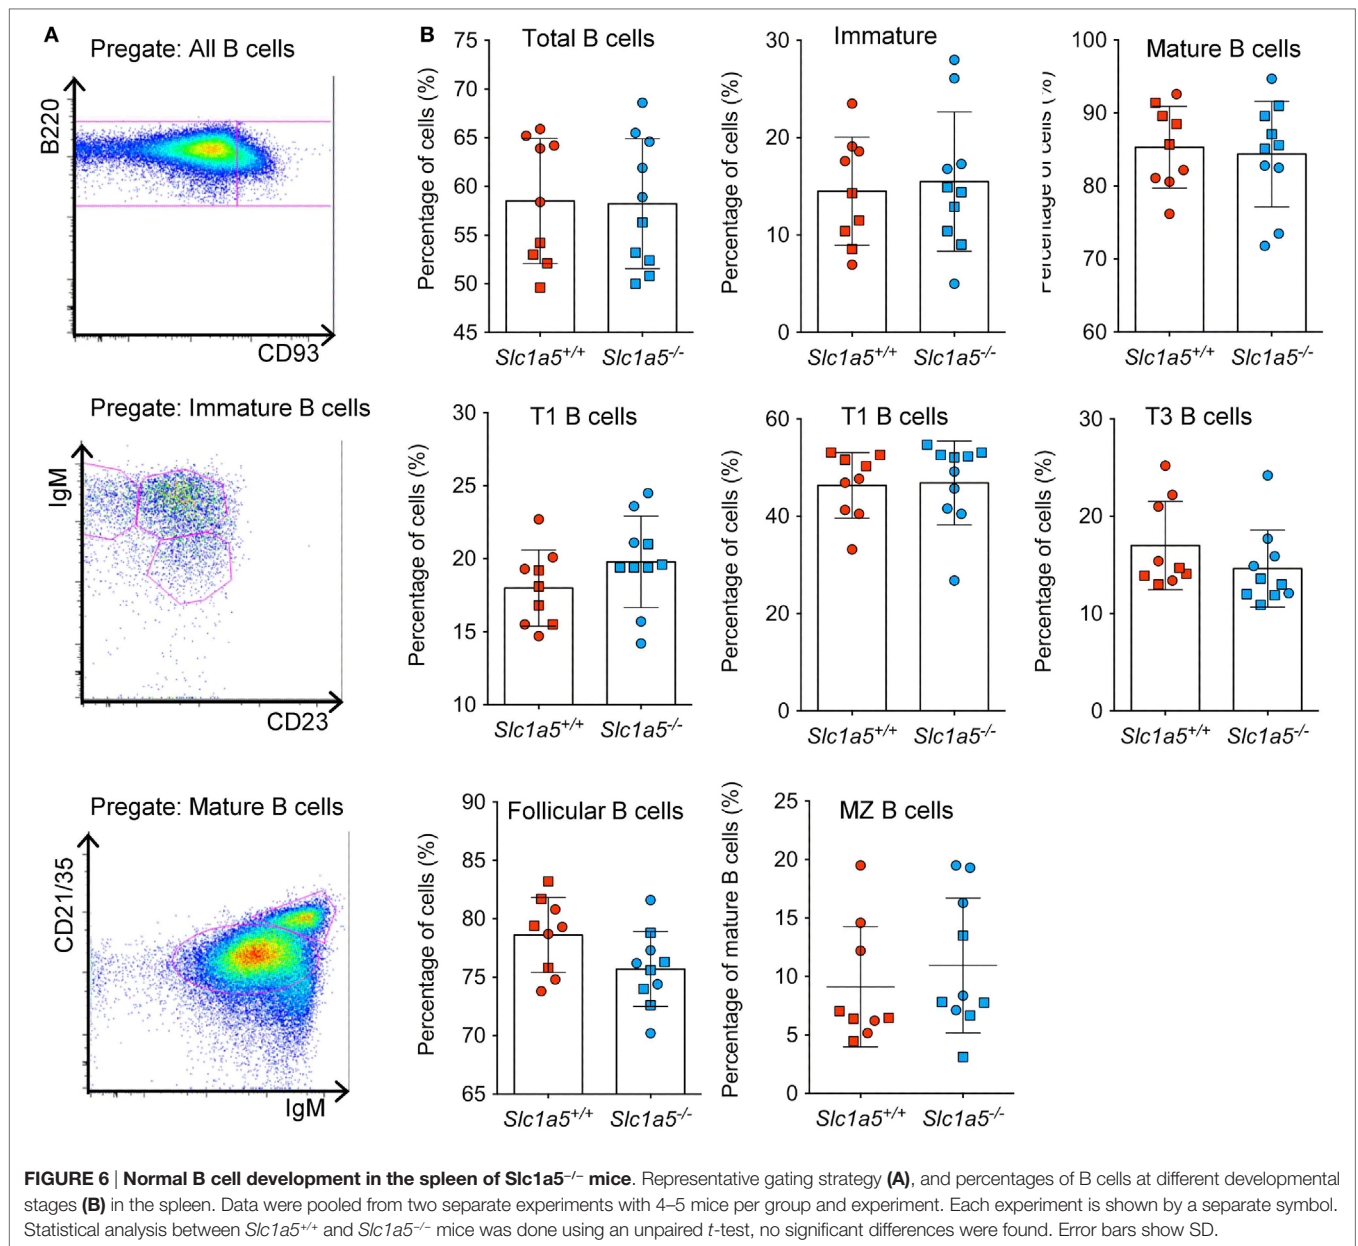 A
Pregate: All B cells
B220
CD93
Pregate: Immature B cells
IgM
CD23
Pregate: Mature B cells
CD21/35
IgM
B
Total B cells
Percentage of cells (%)
75
70
65
60
55
50
45
Slc1a5+/+ Slc1a5-/-
Immature
Percentage of cells (%)
30
20
10
0
Slc1a5+/+ Slc1a5-/-
Mature B cells
Percentage of cells (%)
100
90
80
70
60
Slc1a5+/+ Slc1a5-/-
T1 B cells
Percentage of cells (%)
30
25
20
15
10
Slc1a5+/+ Slc1a5-/-
T1 B cells
Percentage of cells (%)
60
40
20
0
Slc1a5+/+ Slc1a5-/-
T3 B cells
Percentage of cells (%)
30
20
10
0
Slc1a5+/+ Slc1a5-/-
Follicular B cells
Percentage of cells (%)
90
85
80
75
70
65
Slc1a5+/+ Slc1a5-/-
MZ B cells
Percentage of mature B cells (%)
25
20
15
10
5
0
Slc1a5+/+ Slc1a5-/-
FIGURE 6 | Normal B cell development in the spleen of Slc1a5−/− mice. Representative gating strategy (A), and percentages of B cells at different developmental
stages (B) in the spleen. Data were pooled from two separate experiments with 4–5 mice per group and experiment. Each experiment is shown by a separate symbol.
Statistical analysis between Slc1a5+/+ and Slc1a5−/− mice was done using an unpaired t-test, no significant differences were found. Error bars show SD.